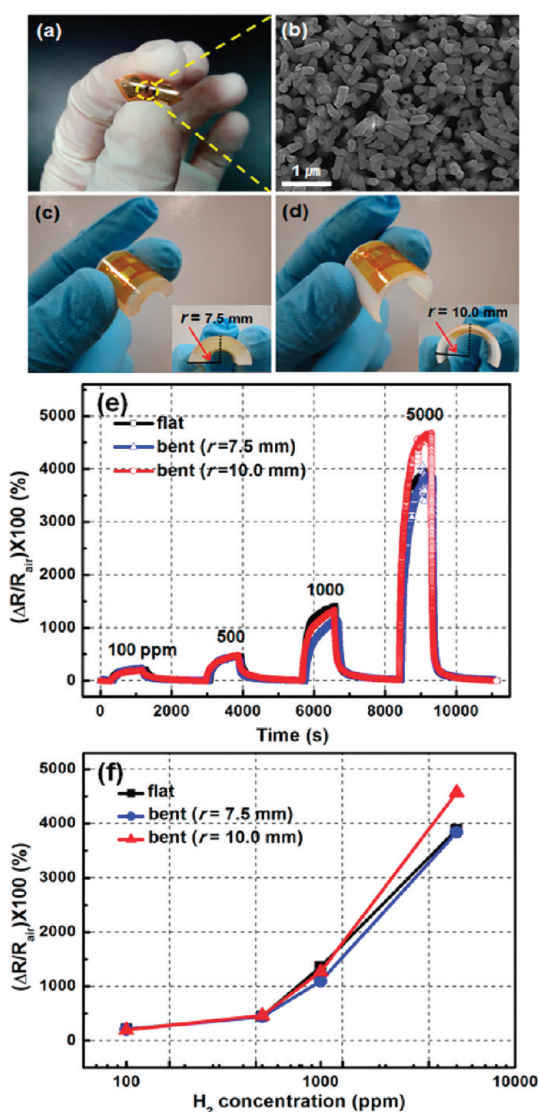 (a)
(b)
1 μm
(c)
r = 7.5 mm
(d)
r = 10.0 mm
(e)
flat
bent (r=7.5 mm)
bent (r=10.0 mm)
100 ppm
500
1000
5000
5000
4000
3000
2000
1000
0
(ΔR/Rair)X100 (%)
0 2000 4000 6000 8000 10000
Time (s)
(f)
flat
bent (r = 7.5 mm)
bent (r = 10.0 mm)
5000
4000
3000
2000
1000
0
(ΔR/Rair)X100 (%)
100 1000 10000
H2 concentration (ppm)